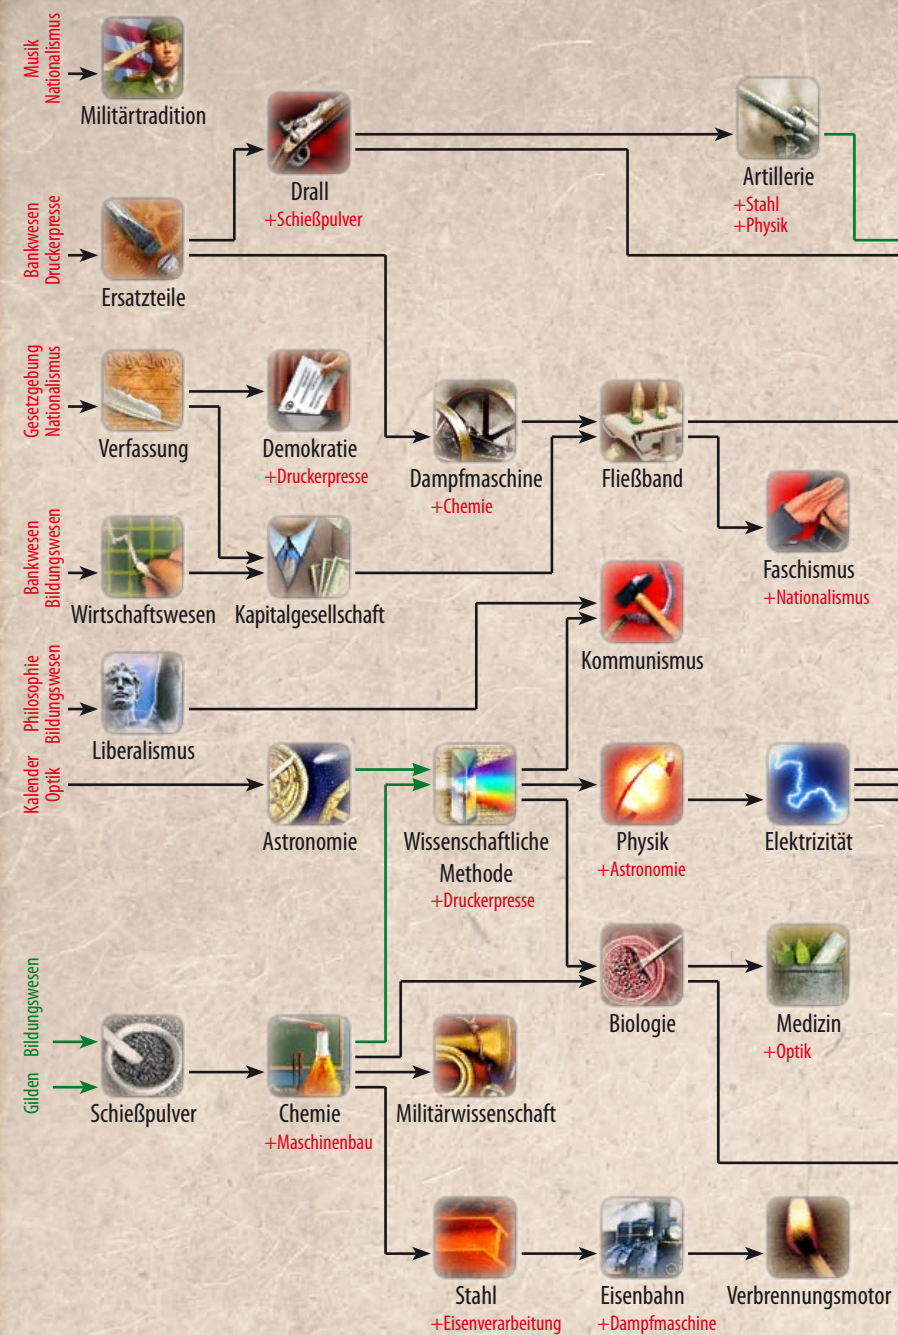 Musik
Nationalismus
Militärtradition
Drall
+Schießpulver
Artillerie
+Stahl
+Physik
Bankwesen
Druckerpresse
Ersatzteile
Gesetzgebung
Nationalismus
Verfassung
Demokratie
+Druckerpresse
Dampfmaschine
+Chemie
Fließband
Faschismus
+Nationalismus
Bankwesen
Bildungswesen
Wirtschaftswesen
Kapitalgesellschaft
Kommunismus
Philosophie
Bildungswesen
Liberalismus
Kalender
Optik
Astronomie
Wissenschaftliche
Methode
+Druckerpresse
Physik
+Astronomie
Elektrizität
Biologie
Medizin
+Optik
Bildungswesen
Gilden
Schießpulver
Chemie
+Maschinenbau
Militärwissenschaft
Stahl
+Eisenverarbeitung
Eisenbahn
+Dampfmaschine
Verbrennungsmotor